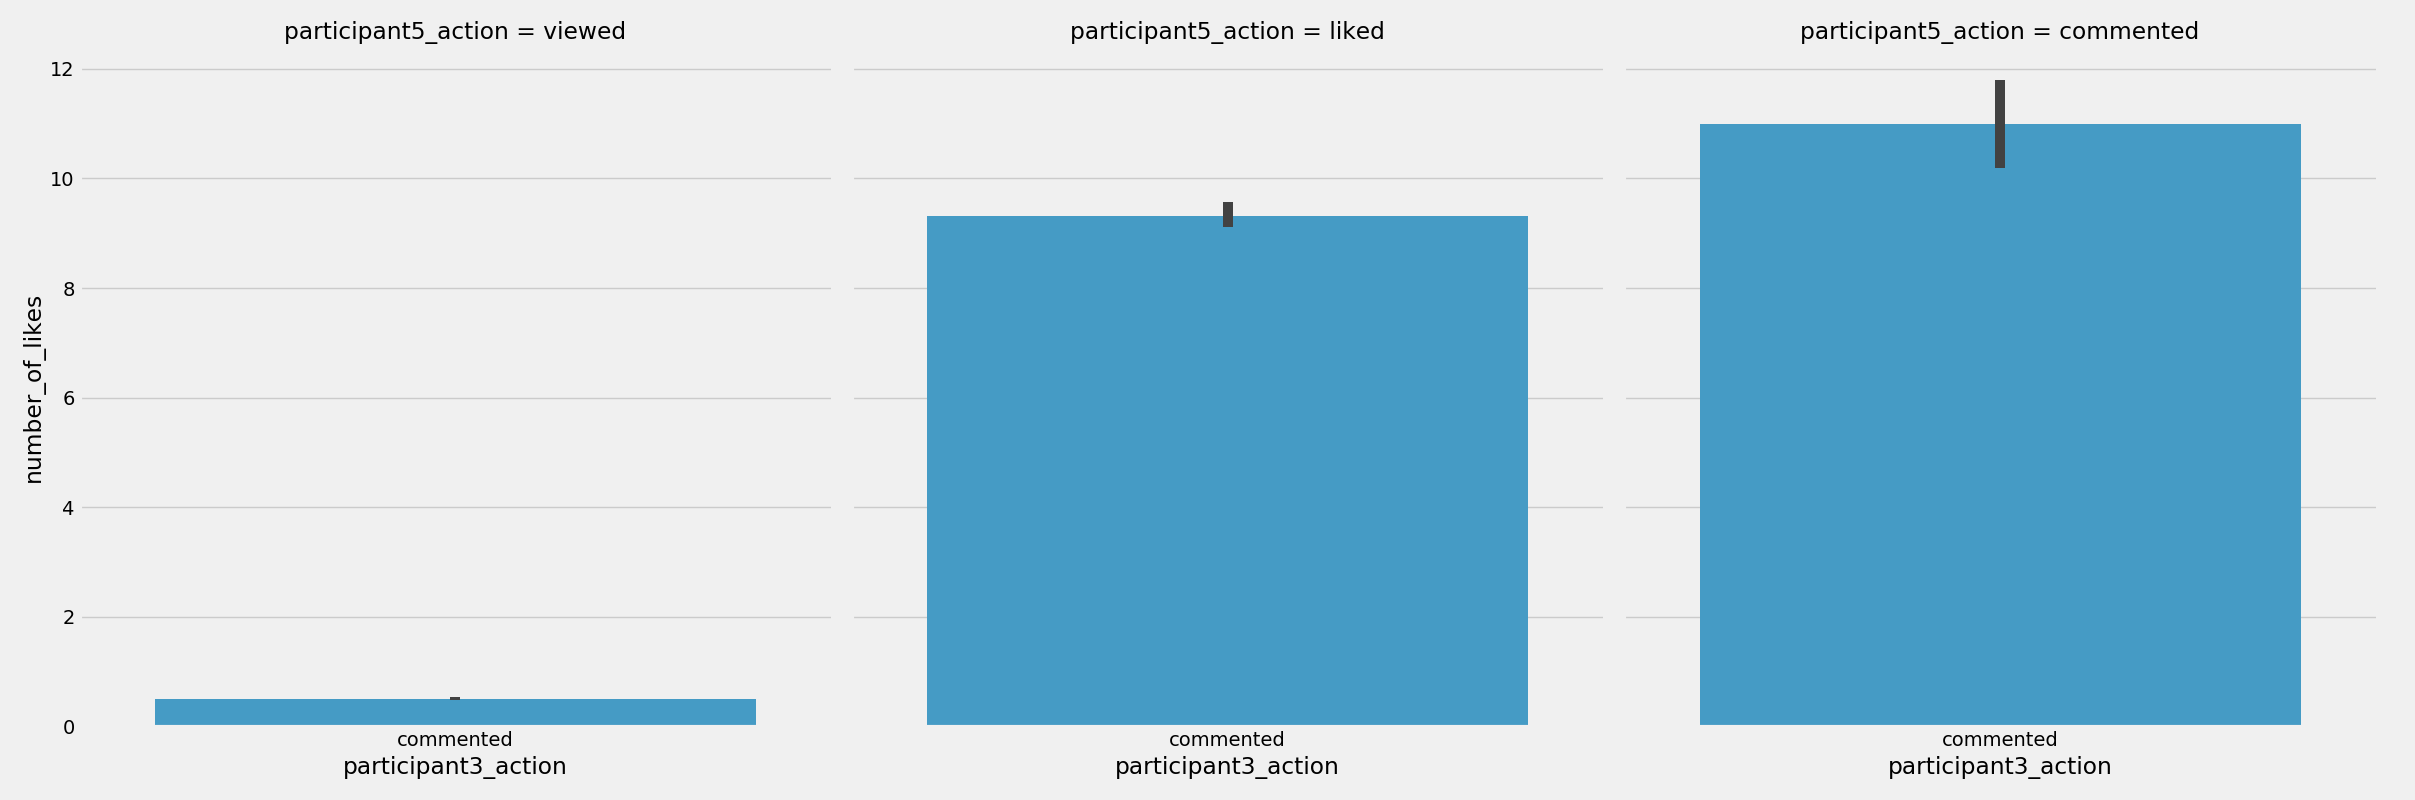 participant5_action = viewed
participant5_action = liked
participant5_action = commented
number_of_likes
12
10
8
6
4
2
0
commented
commented
commented
participant3_action
participant3_action
participant3_action